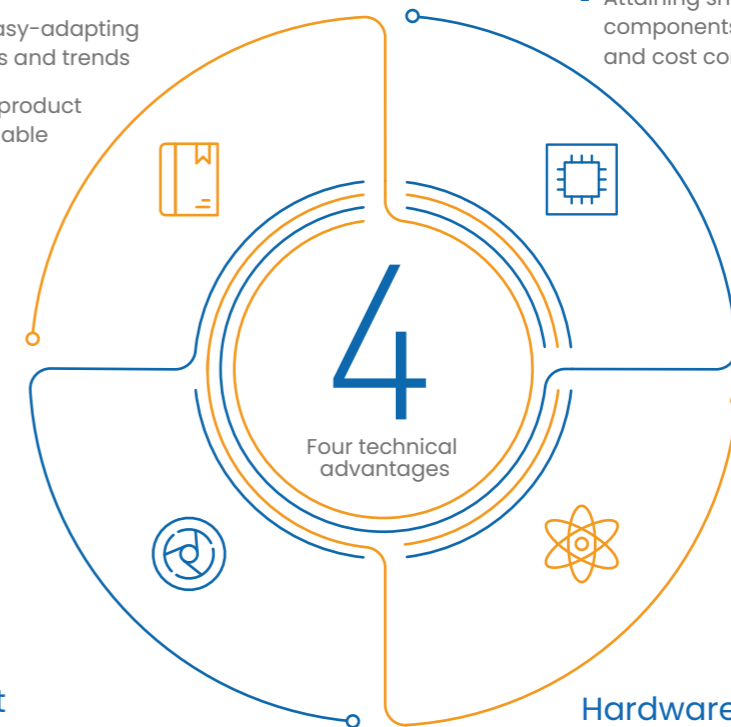 asy-adapting
s and trends
product
able
components
and cost co
4
Four technical
advantages
t
Hardware